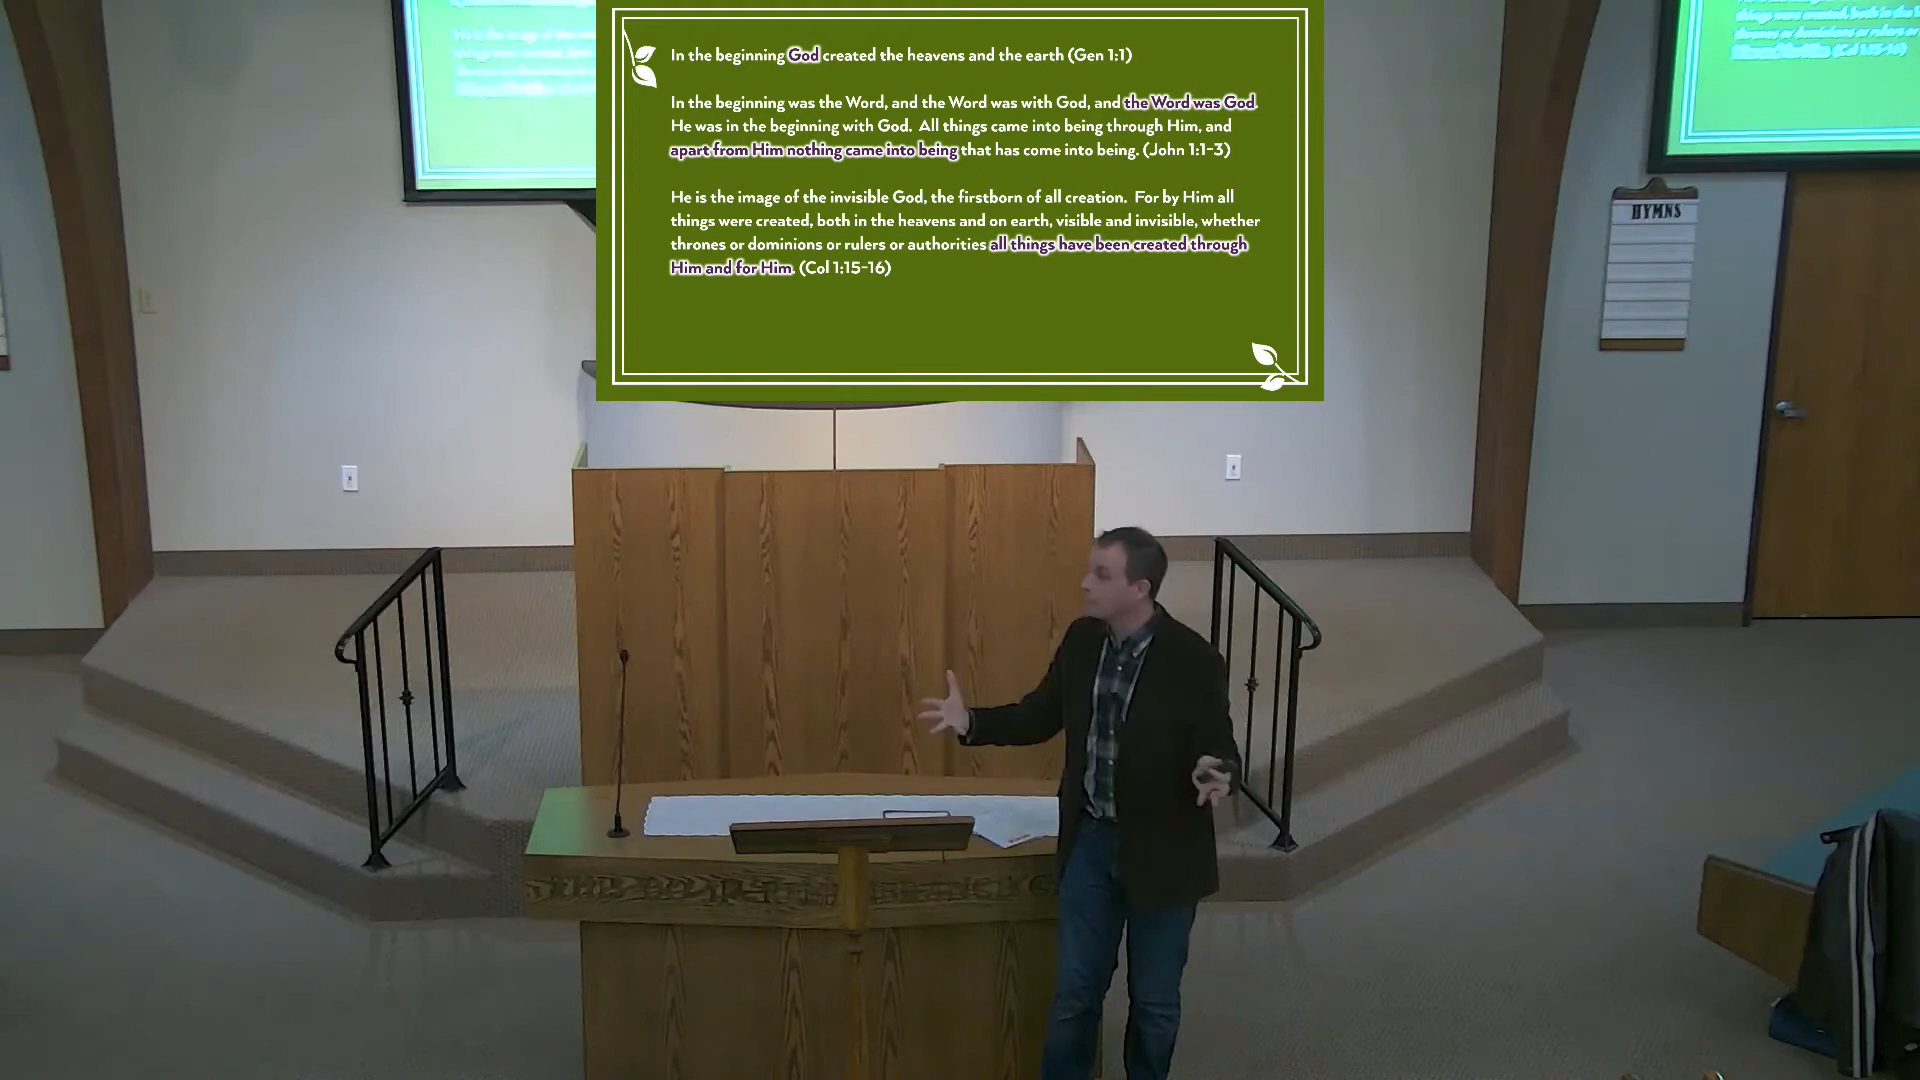 In the beginning God created the heavens and the earth (Gen 1:1)
In the beginning was the Word, and the Word was with God, and the Word was God.
He was in the beginning with God. All things came into being through Him, and
apart from Him nothing came into being that has come into being. (John 1:1-3)
He is the image of the invisible God, the firstborn of all creation. For by Him all
things were created, both in the heavens and on earth, visible and invisible, whether
thrones or dominions or rulers or authorities all things have been created through
Him and for Him. (Col 1:15-16)
HYMNS